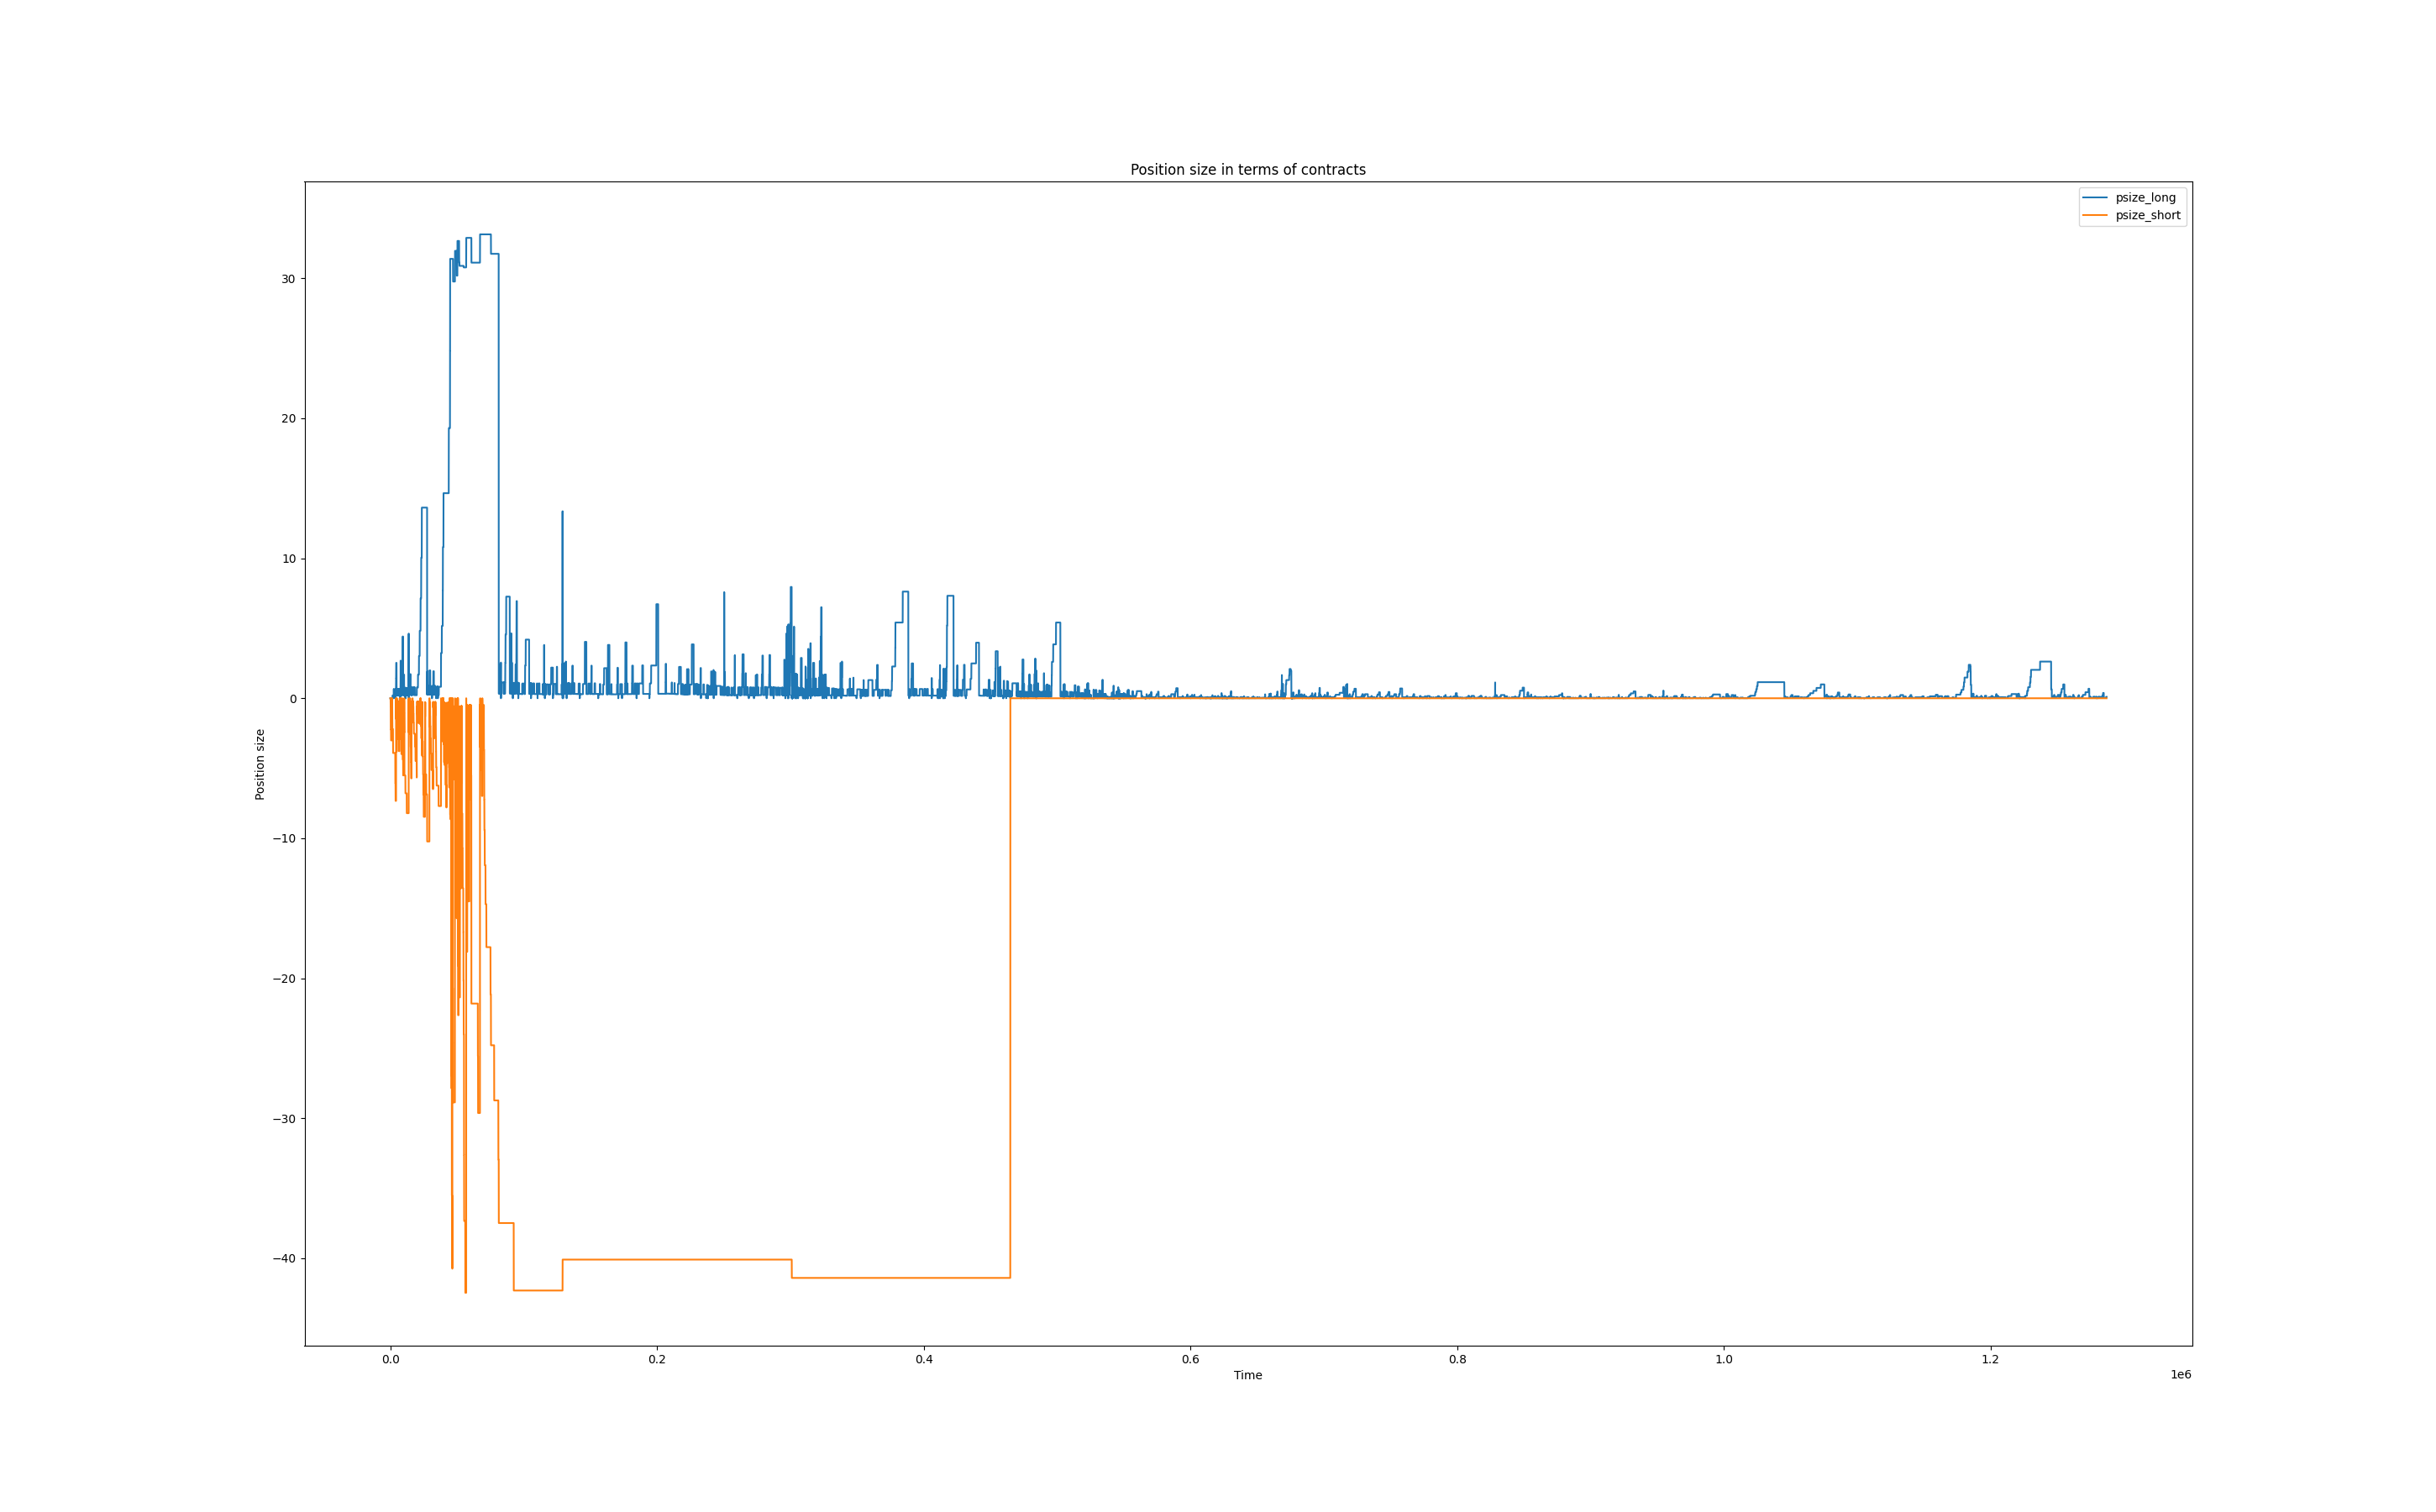 Position size in terms of contracts
psize_long
psize_short
Position size
30
20
10
0
−10
−20
−30
−40
0.0 0.2 0.4 0.6 0.8 1.0 1.2
Time
1e6